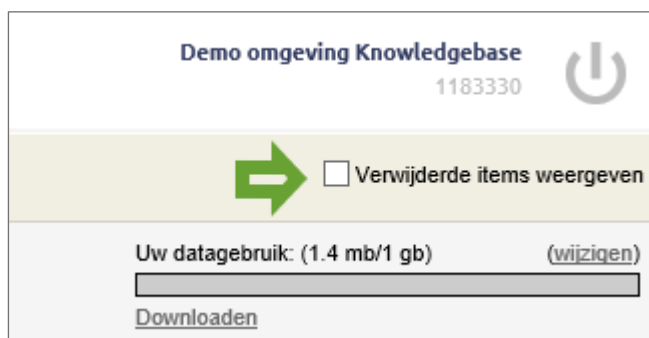 Demo omgeving Knowledgebase
1183330
Verwijderde items weergeven
Uw datagebruik: (1.4 mb/1 gb) (wijzigen)
Downloaden